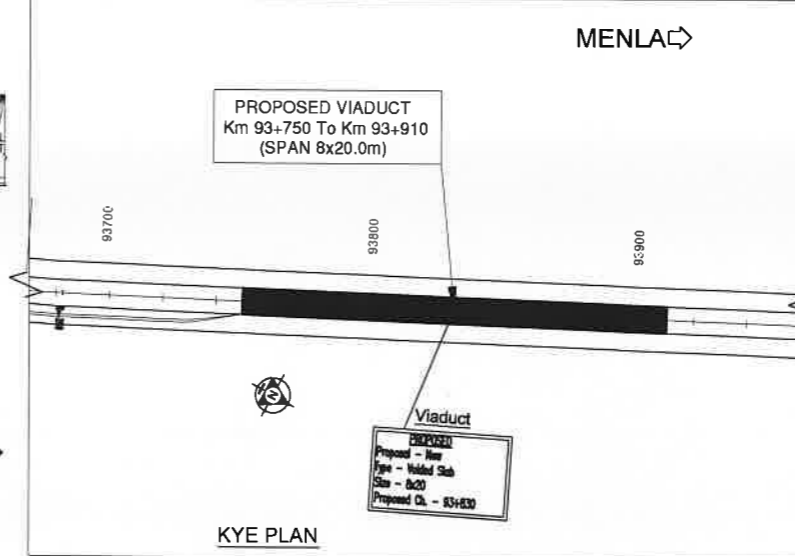 MENLA
PROPOSED VIADUCT
Km 93+750 To Km 93+910
(SPAN 8x20.0m)
93700
93800
93900
N
Viaduct
PROPOSED
Proposal - New
Type - Voided Slab
Size - 8x20
Proposed Ch. - 93+830
KYE PLAN